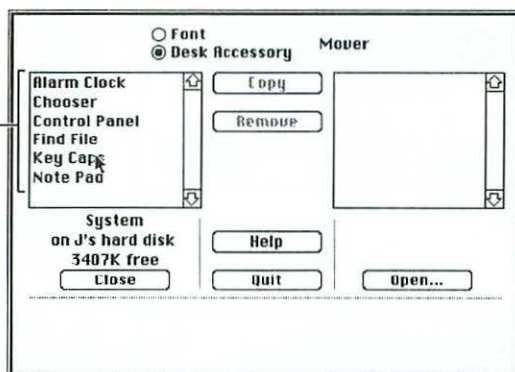 Font
Desk Accessory
Mover
Alarm Clock
Chooser
Control Panel
Find File
Key Caps
Note Pad
Copy
Remove
System
on J's hard disk
3407K free
Close
Help
Quit
Open...